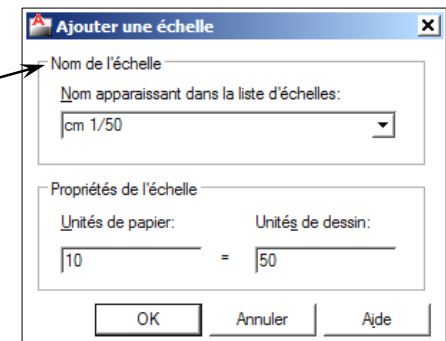 Ajouter une échelle
Nom de l'échelle
Nom apparaissant dans la liste d'échelles:
cm 1/50
Propriétés de l'échelle
Unités de papier: Unités de dessin:
10 = 50
OK Annuler Aide